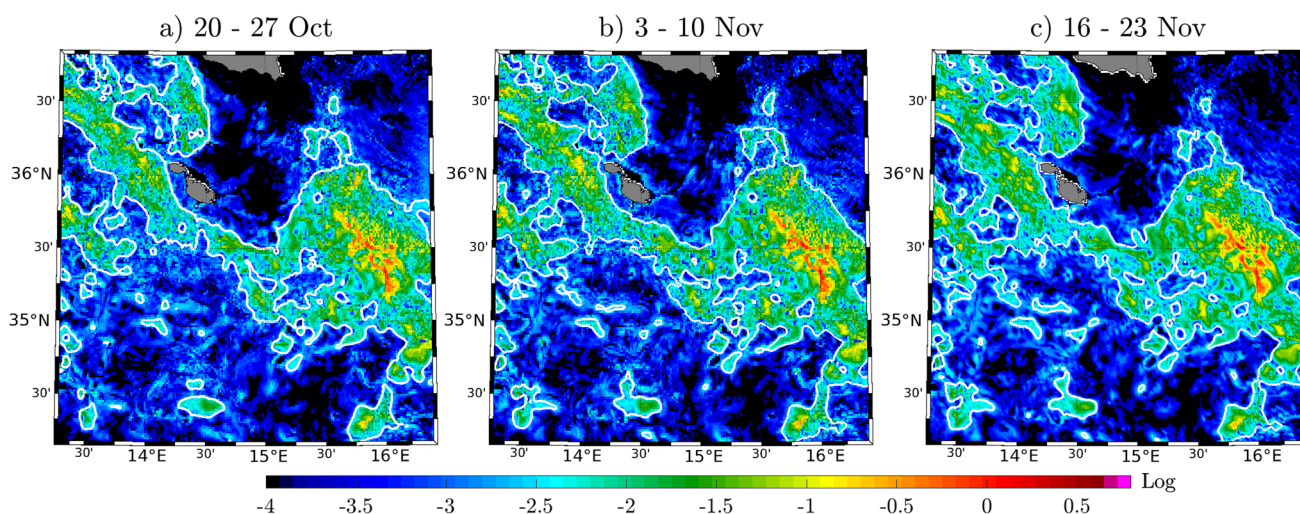 a) 20 - 27 Oct
b) 3 - 10 Nov
c) 16 - 23 Nov
30' 30' 30'
36°N 36°N 36°N
30' 30' 30'
35°N 35°N 35°N
30' 30' 30'
30' 14°E 30' 15°E 30' 16°E 30' 14°E 30' 15°E 30' 16°E 30' 14°E 30' 15°E 30' 16°E
Log
-4 -3.5 -3 -2.5 -2 -1.5 -1 -0.5 0 0.5